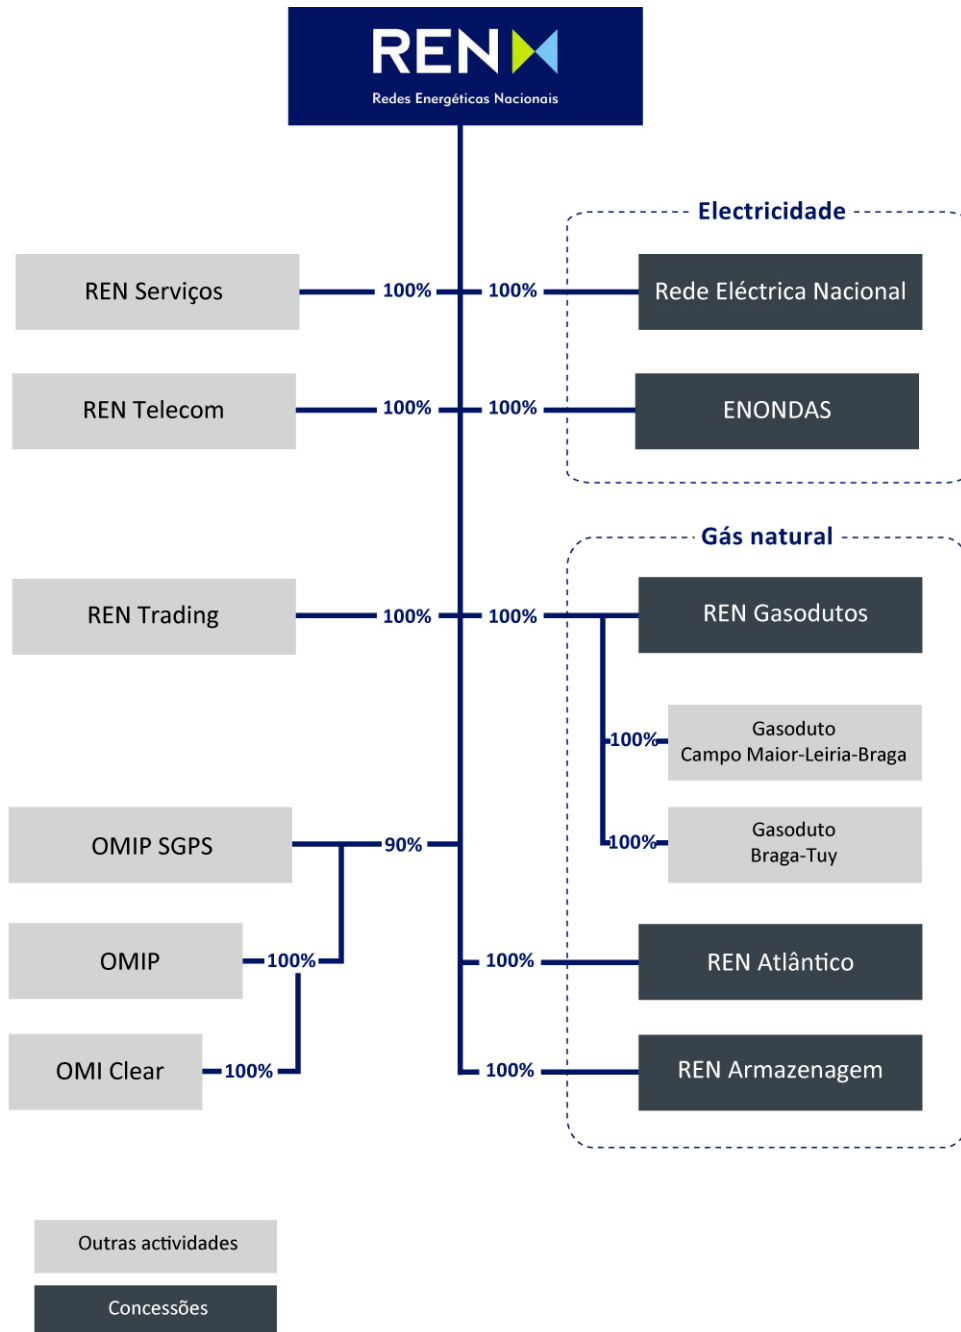 REN
Redes Energéticas Nacionais
Electricidade
REN Serviços
100%
100%
Rede Eléctrica Nacional
REN Telecom
100%
100%
ENONDAS
Gás natural
REN Trading
100%
100%
REN Gasodutos
100%
Gasoduto
Campo Maior-Leiria-Braga
OMIP SGPS
90%
100%
Gasoduto
Braga-Tuy
OMIP
100%
100%
REN Atlântico
OMI Clear
100%
100%
REN Armazenagem
Outras actividades
Concessões